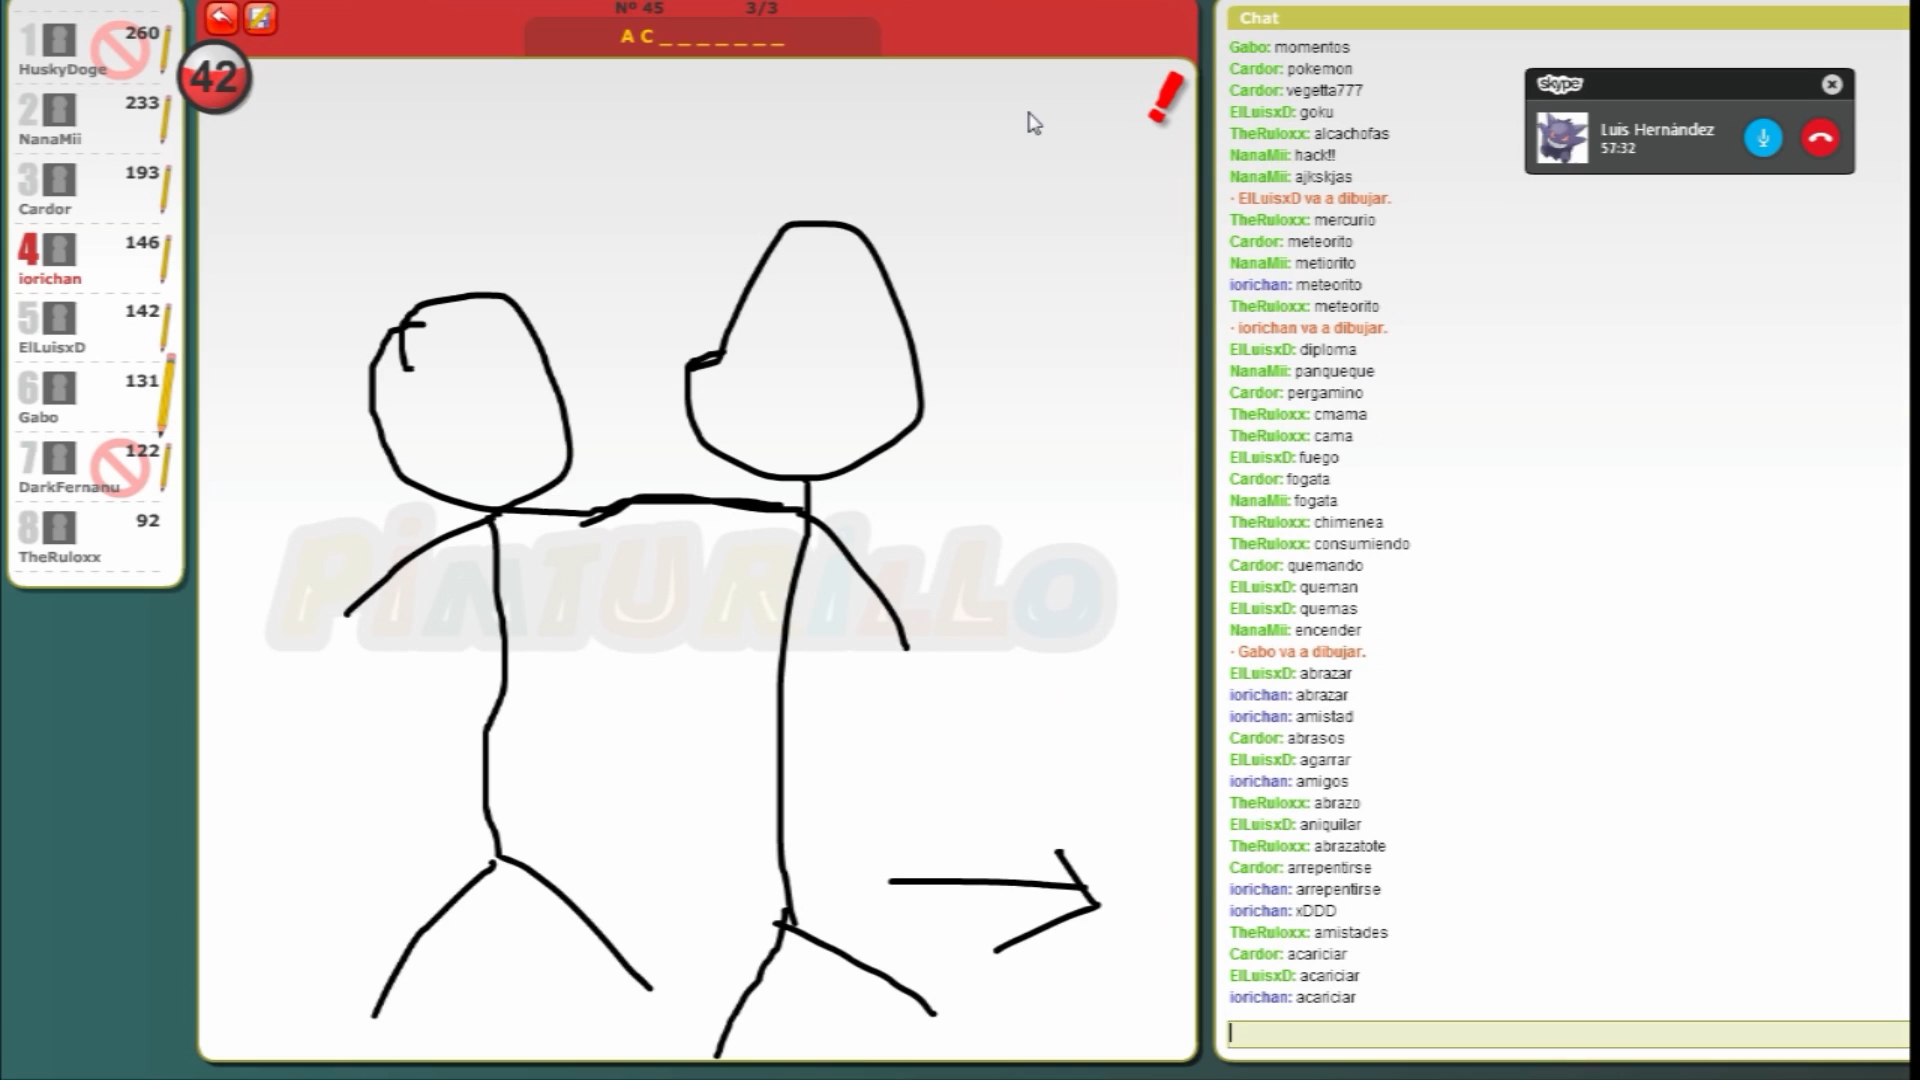 1 260
HuskyDoge
2 233
NanaMii
3 193
Cardor
4 146
iorichan
5 142
ElLuisxD
6 131
Gabo
7 122
DarkFernanu
8 92
TheRuloxx
42
Nº 45 3/3
A C _ _ _ _ _ _ _
PiNTURiLLO
Chat
Gabo: momentos
Cardor: pokemon
Cardor: vegetta777
ElLuisxD: goku
TheRuloxx: alcachofas
NanaMii: hack!!
NanaMii: ajkskjas
· ElLuisxD va a dibujar.
TheRuloxx: mercurio
Cardor: meteorito
NanaMii: metiorito
iorichan: meteorito
TheRuloxx: meteorito
· iorichan va a dibujar.
ElLuisxD: diploma
NanaMii: panqueque
Cardor: pergamino
TheRuloxx: cmama
TheRuloxx: cama
ElLuisxD: fuego
Cardor: fogata
NanaMii: fogata
TheRuloxx: chimenea
TheRuloxx: consumiendo
Cardor: quemando
ElLuisxD: queman
ElLuisxD: quemas
NanaMii: encender
· Gabo va a dibujar.
ElLuisxD: abrazar
iorichan: abrazar
iorichan: amistad
Cardor: abrasos
ElLuisxD: agarrar
iorichan: amigos
TheRuloxx: abrazo
ElLuisxD: aniquilar
TheRuloxx: abrazatote
Cardor: arrepentirse
iorichan: arrepentirse
iorichan: xDDD
TheRuloxx: amistades
Cardor: acariciar
ElLuisxD: acariciar
iorichan: acariciar
skype
Luis Hernández
57:32